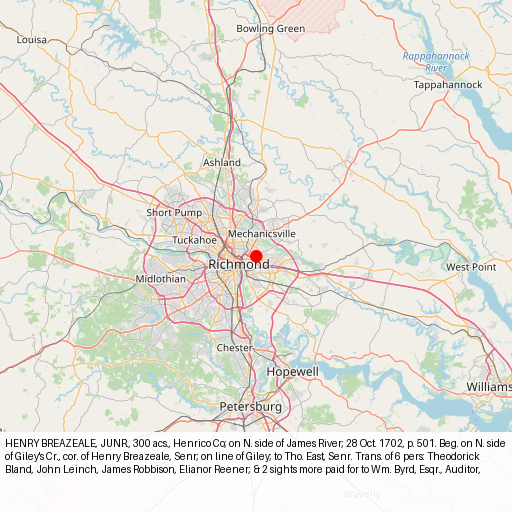 Bowling Green
Louisa
Rappahannock
River
Tappahannock
Ashland
Short Pump
Mechanicsville
Tuckahoe
Richmond
West Point
Midlothian
Chester
Hopewell
Williams
Petersburg
HENRY BREAZEALE, JUNR, 300 acs., Henrico Co, on N. side of James River; 28 Oct. 1702, p. 501. Beg. on N. side
of Giley's Cr., cor. of Henry Breazeale, Senr; on line of Giley; to Tho. East, Senr. Trans. of 6 pers: Theodorick
Bland, John Leinch, James Robbison, Elianor Reener; & 2 sights more paid for to Wm. Byrd, Esqr., Auditor,
Waverly